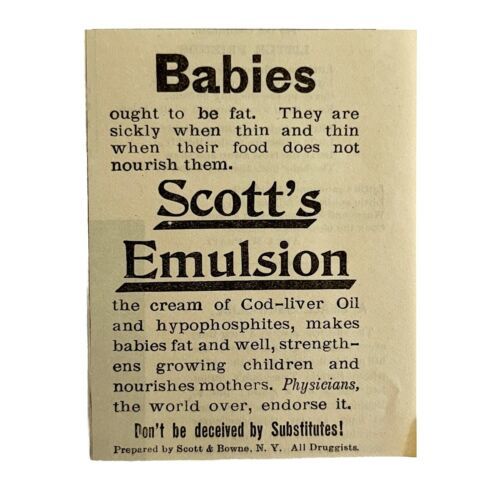 Babies
ought to be fat. They are
sickly when thin and thin
when their food does not
nourish them.
Scott's
Emulsion
the cream of Cod-liver Oil
and hypophosphites, makes
babies fat and well, strength-
ens growing children and
nourishes mothers. Physicians,
the world over, endorse it.
Don't be deceived by Substitutes!
Prepared by Scott & Bowne, N. Y. All Druggists.